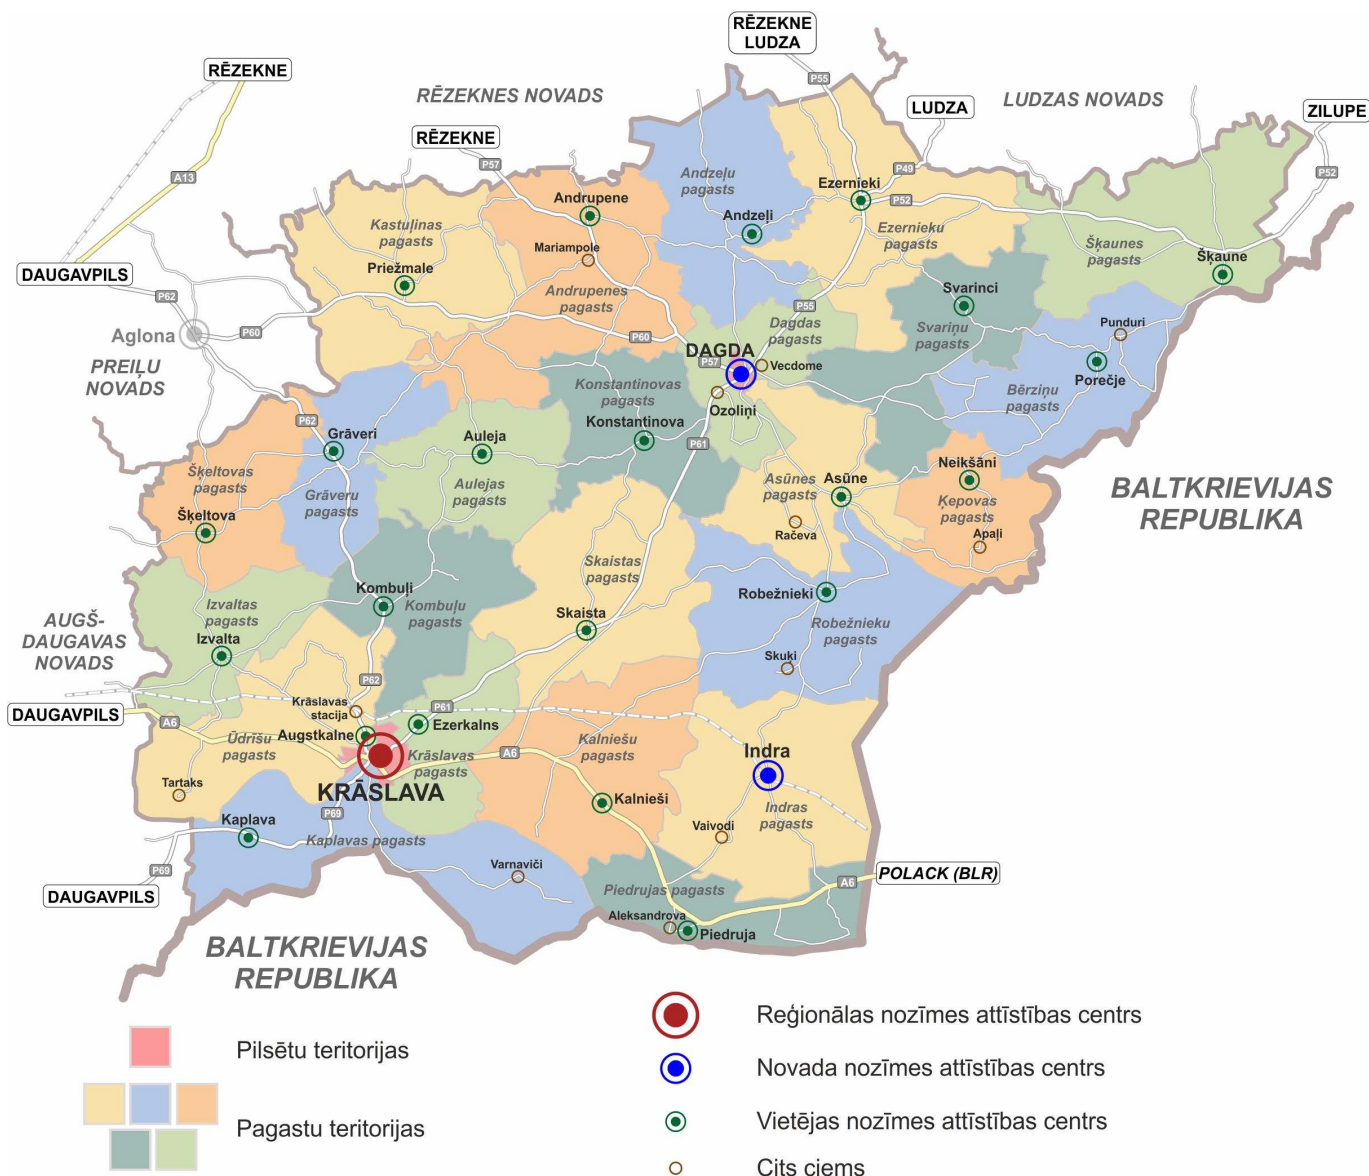 RĒZEKNE
LUDZA
P55
RĒZEKNE
RĒZEKNES NOVADS
LUDZAS NOVADS
LUDZA
ZILUPE
RĒZEKNE
P57
P49
P52
A13
Andzeļu
pagasts
Ezernieki
P52
Andrupene
Kastuļinas
pagasts
Andzeļi
Ezernieku
pagasts
Šķaunes
pagasts
Šķaune
Mariampole
Priežmale
DAUGAVPILS
P62
Andrupenes
pagasts
Svarinci
P55
Dagdas
pagasts
Svariņu
pagasts
Punduri
Aglona
P60
P60
DAGDA
P57
Vecdome
Porečje
PREIĻU
NOVADS
Konstantinovas
pagasts
Bērziņu
pagasts
Ozoliņi
P62
Konstantinova
Grāveri
Auleja
P61
Neikšāni
Šķeltovas
pagasts
Grāveru
pagasts
Aulejas
pagasts
Asūnes
pagasts
Asūne
Ķepovas
pagasts
BALTKRIEVIJAS
REPUBLIKA
Šķeltova
Račeva
Apaļi
Skaistas
pagasts
Kombuļi
Robežnieki
Izvaltas
pagasts
Kombuļu
pagasts
Skaista
Robežnieku
pagasts
AUGŠ-
DAUGAVAS
NOVADS
Izvalta
Skuki
P62
DAUGAVPILS
A6
Krāslavas
stacija
P61
Ezerkalns
Augstkalne
Ūdrīšu
pagasts
Krāslavas
pagasts
A6
Kalniešu
pagasts
Indra
Tartaks
KRĀSLAVA
Kalnieši
Indras
pagasts
Kaplava
P69
Kaplavas pagasts
Vaivodi
P69
Varnaviči
POLACK (BLR)
A6
DAUGAVPILS
Piedrujas pagasts
Aleksandrova
Piedruja
BALTKRIEVIJAS
REPUBLIKA
Pilsētu teritorijas
Pagastu teritorijas
Reģionālas nozīmes attīstības centrs
Novada nozīmes attīstības centrs
Vietējas nozīmes attīstības centrs
Cits ciems